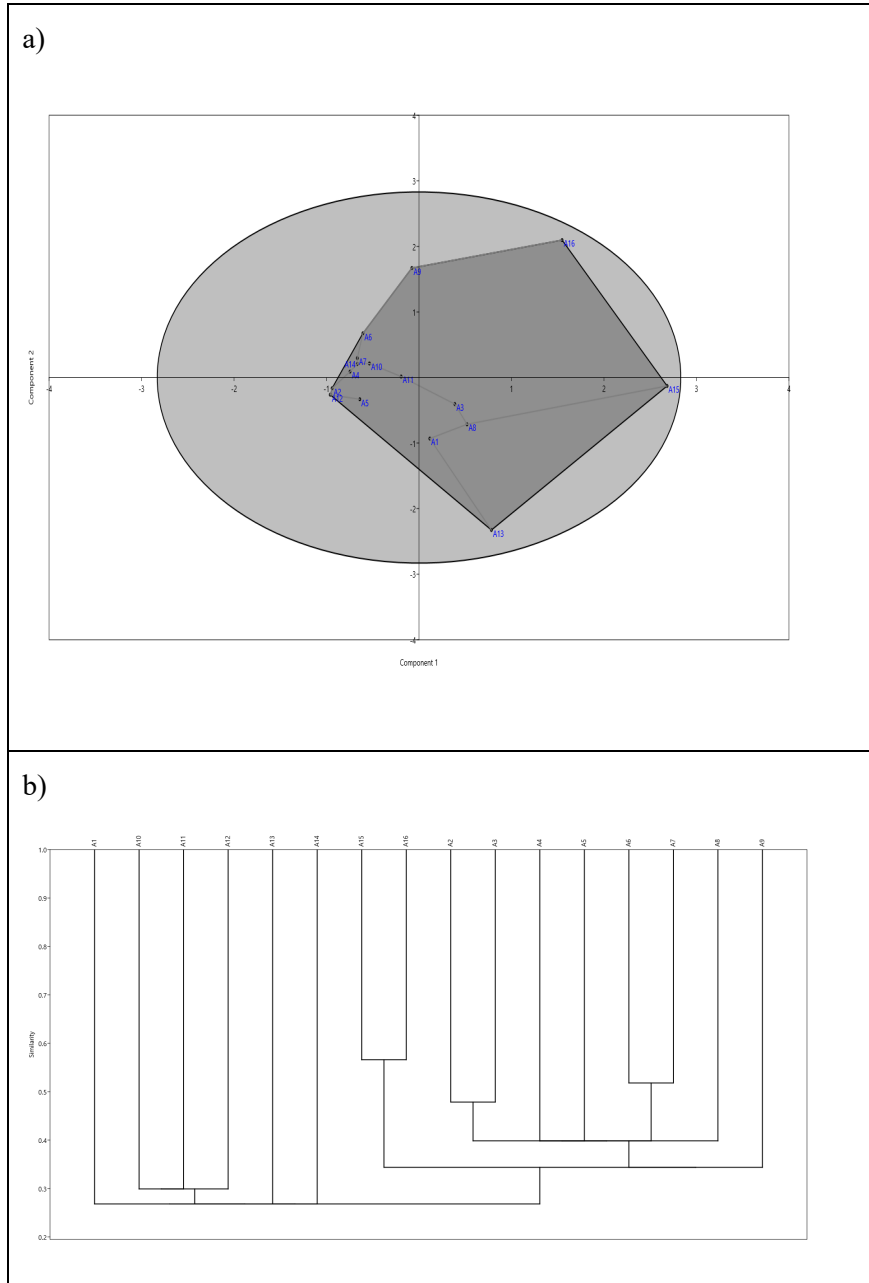 a)
4
3
2
1
-4 -3 -2 -1 1 2 3 4
-1
-2
-3
-4
A16
A9
A6
A14 A7 A10
A4 A11
A2 A15
A12 A5
A3
A8
A1
A13
Component 2
Component 1
b)
A1 A10 A11 A12 A13 A14 A15 A16 A2 A3 A4 A5 A6 A7 A8 A9
1.0
0.9
0.8
0.7
0.6
0.5
0.4
0.3
0.2
Similarity